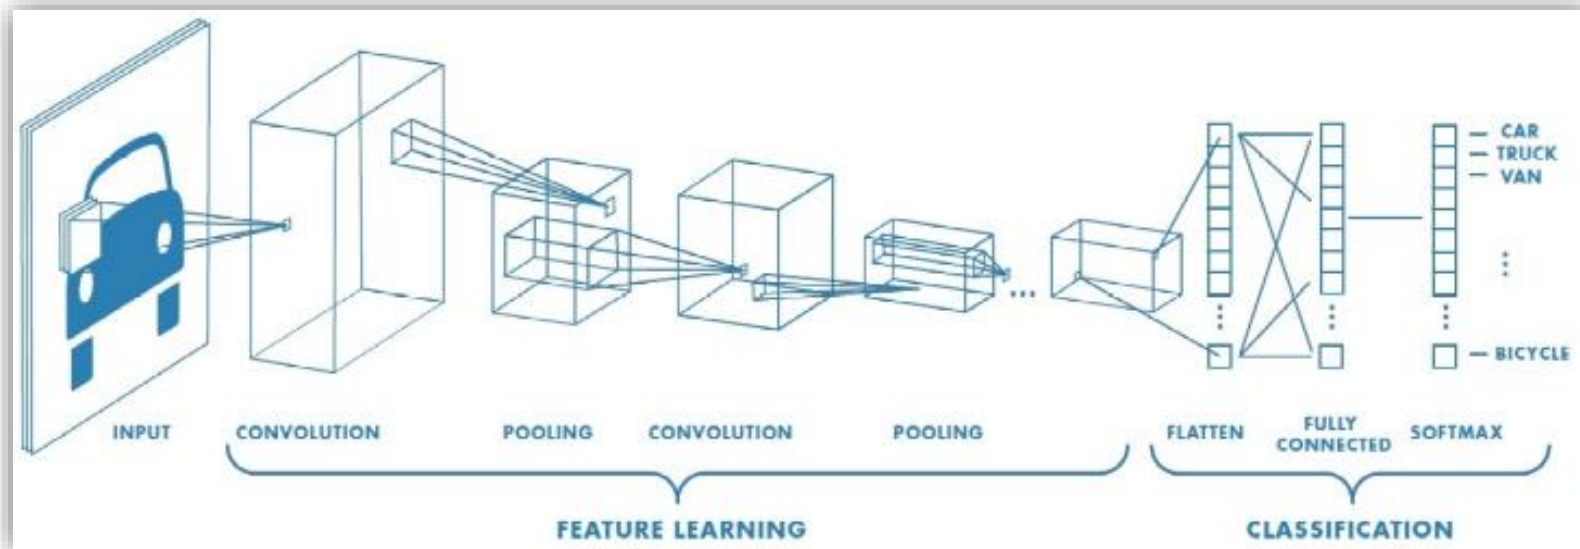 CAR
TRUCK
VAN
BICYCLE
INPUT
CONVOLUTION
POOLING
CONVOLUTION
POOLING
FLATTEN
FULLY
CONNECTED
SOFTMAX
FEATURE LEARNING
CLASSIFICATION